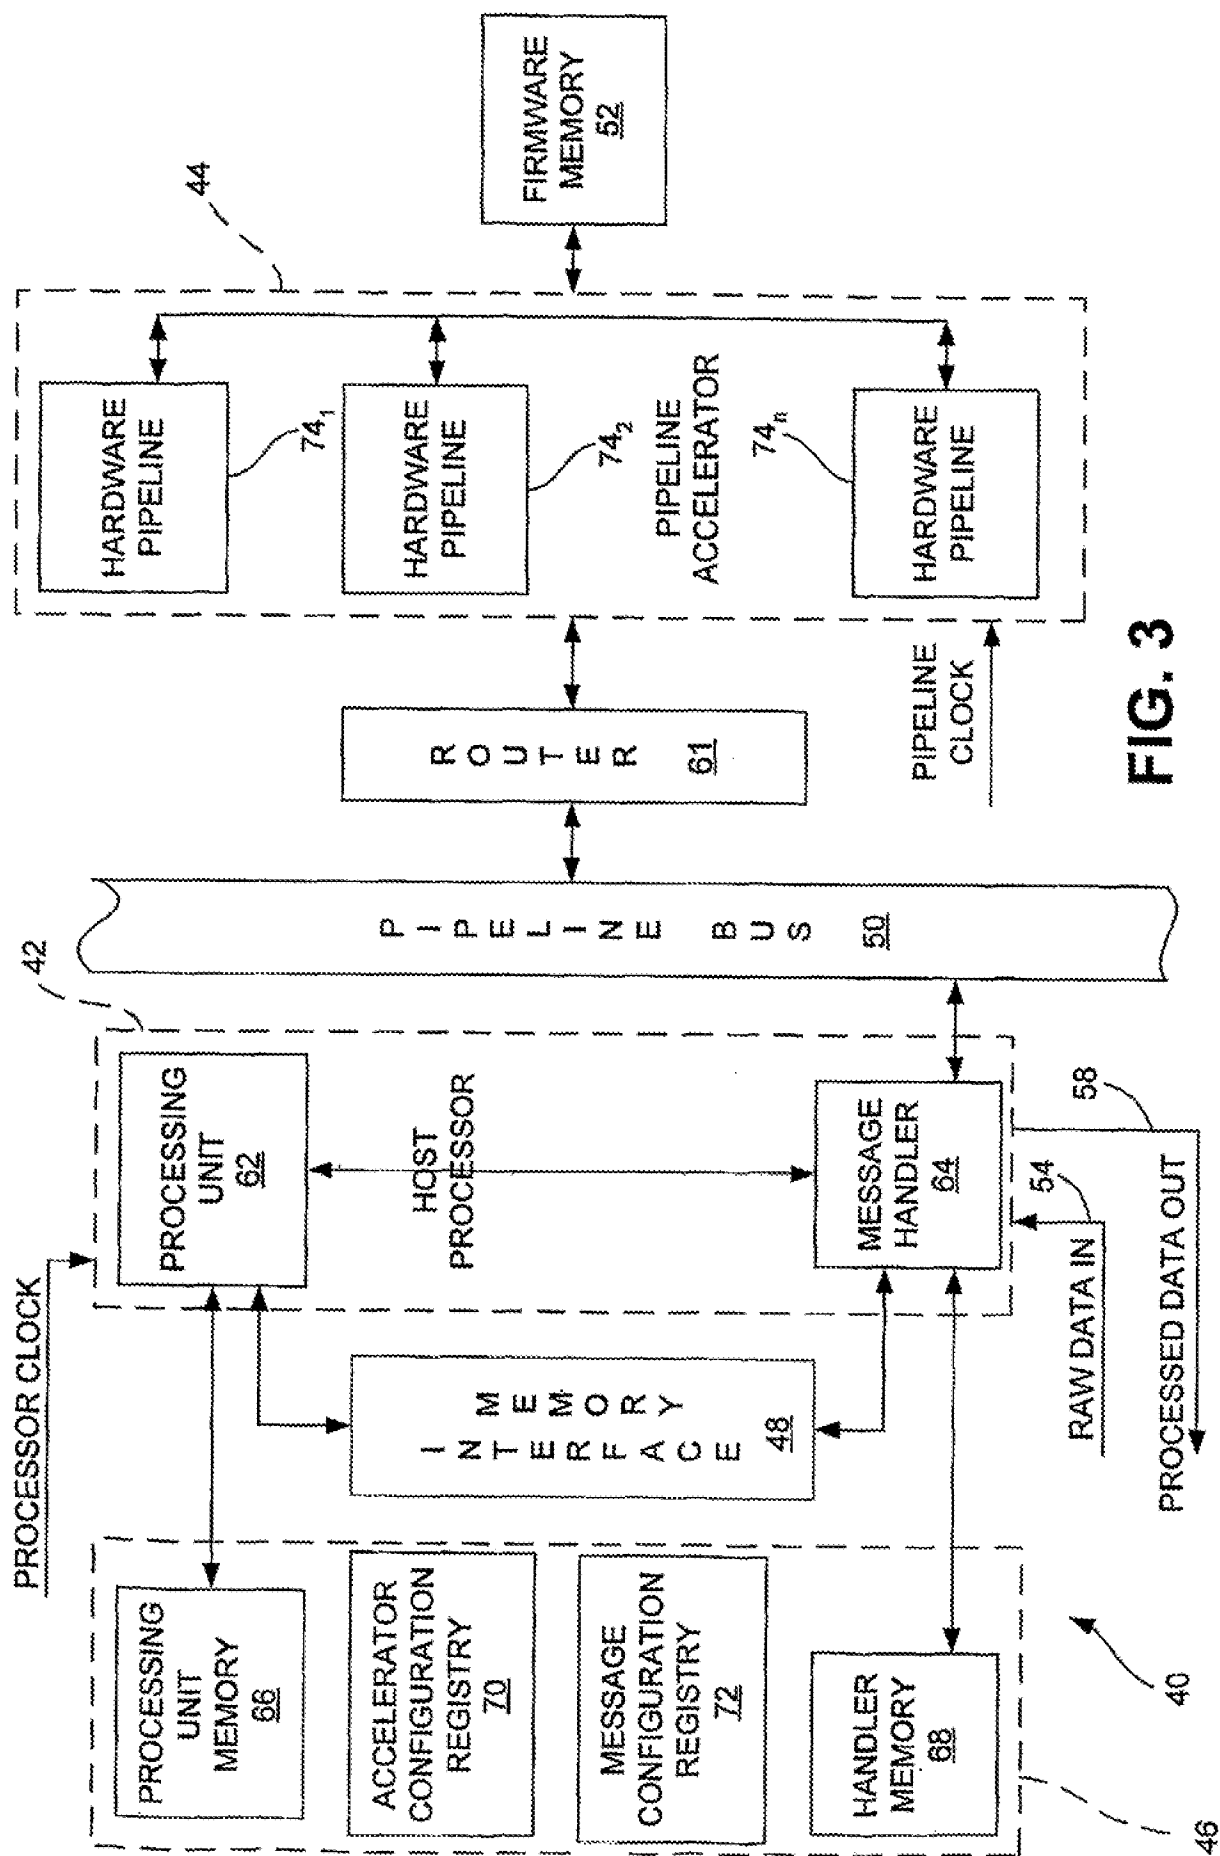 PROCESSOR CLOCK
42
44
PROCESSING
UNIT
MEMORY
66
ACCELERATOR
CONFIGURATION
REGISTRY
70
MESSAGE
CONFIGURATION
REGISTRY
72
HANDLER
MEMORY
68
46
40
MEMORY
INTERFACE
48
PROCESSING
UNIT
62
HOST
PROCESSOR
MESSAGE
HANDLER
64
RAW DATA IN
54
PROCESSED DATA OUT
58
PIPELINE BUS
50
ROUTER
61
PIPELINE
CLOCK
HARDWARE
PIPELINE
74₁
HARDWARE
PIPELINE
74₂
PIPELINE
ACCELERATOR
74ₙ
HARDWARE
PIPELINE
FIRMWARE
MEMORY
52
FIG. 3